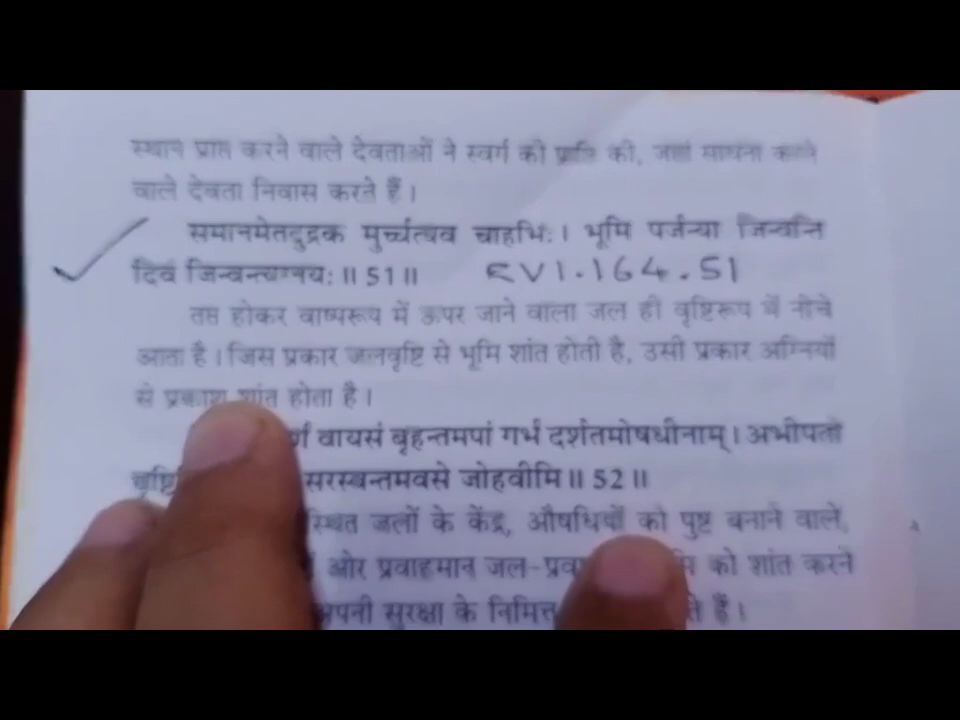 स्थान प्राप्त करने वाले देवताओं ने स्वर्ग की प्राप्ति की, जहां साधना करने
वाले देवता निवास करते हैं।
समानमेतदुदक मुर्च्चत्यव चाहभिः। भूमि पर्जन्या जिन्वन्ति
दिवं जिन्वन्त्यग्नयः॥ 51॥ RV1.164.51
तप्त होकर वाष्परूप में ऊपर जाने वाला जल ही वृष्टिरूप में नीचे
आता है। जिस प्रकार जलवृष्टि से भूमि शांत होती है, उसी प्रकार अग्नियों
से प्रकाश शांत होता है।
वायसं बृहन्तमपां गर्भं दर्शतमोषधीनाम्। अभीपतो
सरस्वन्तमवसे जोहवीमि॥ 52॥
स्थित जलों के केंद्र, औषधियों को पुष्ट बनाने वाले,
ओर प्रवाहमान को शांत करने
अपनी सुरक्षा के निमित्त हैं।